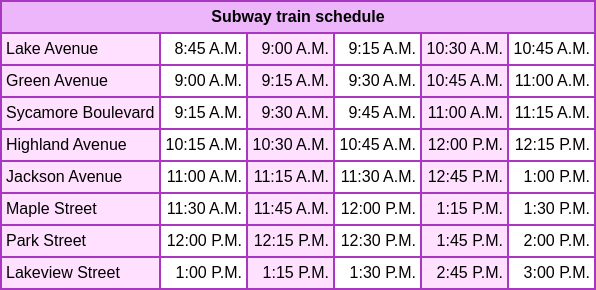 Subway train schedule
Lake Avenue 8:45 A.M. 9:00 A.M. 9:15 A.M. 10:30 A.M. 10:45 A.M.
Green Avenue 9:00 A.M. 9:15 A.M. 9:30 A.M. 10:45 A.M. 11:00 A.M.
Sycamore Boulevard 9:15 A.M. 9:30 A.M. 9:45 A.M. 11:00 A.M. 11:15 A.M.
Highland Avenue 10:15 A.M. 10:30 A.M. 10:45 A.M. 12:00 P.M. 12:15 P.M.
Jackson Avenue 11:00 A.M. 11:15 A.M. 11:30 A.M. 12:45 P.M. 1:00 P.M.
Maple Street 11:30 A.M. 11:45 A.M. 12:00 P.M. 1:15 P.M. 1:30 P.M.
Park Street 12:00 P.M. 12:15 P.M. 12:30 P.M. 1:45 P.M. 2:00 P.M.
Lakeview Street 1:00 P.M. 1:15 P.M. 1:30 P.M. 2:45 P.M. 3:00 P.M.